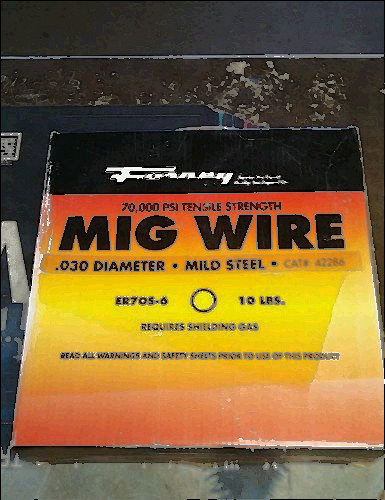 Forney
70,000 PSI TENSILE STRENGTH
MIG WIRE
.030 DIAMETER • MILD STEEL • CAT# 42286
ER70S-6 10 LBS.
REQUIRES SHIELDING GAS
READ ALL WARNINGS AND SAFETY SHEETS PRIOR TO USE OF THIS PRODUCT